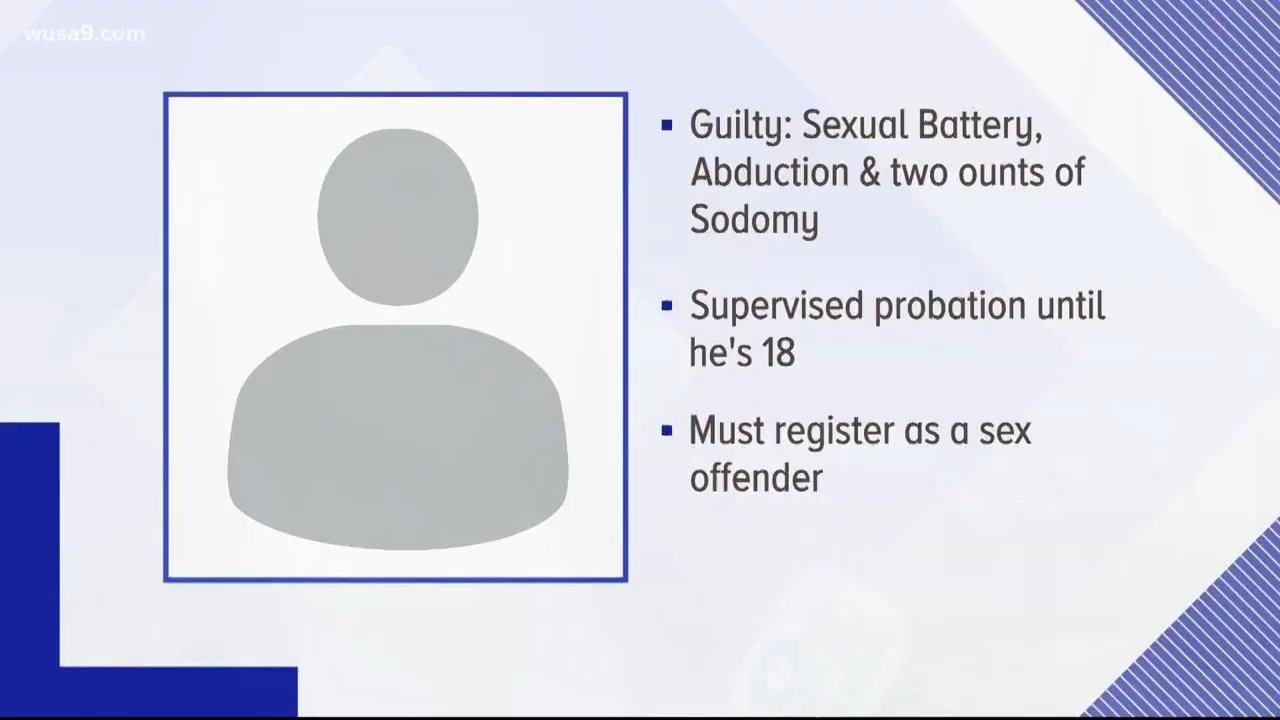 wusa9.com
Guilty: Sexual Battery,
Abduction & two ounts of
Sodomy
Supervised probation until
he's 18
Must register as a sex
offender